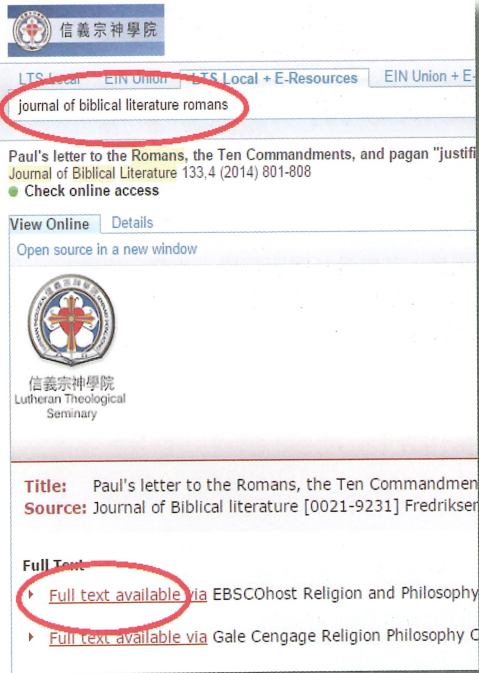 信義宗神學院
LTS Local EIN Union LTS Local + E-Resources EIN Union + E-
journal of biblical literature romans
Paul's letter to the Romans, the Ten Commandments, and pagan "justifi
Journal of Biblical Literature 133,4 (2014) 801-808
Check online access
View Online Details
Open source in a new window
信義宗神學院
Lutheran Theological
Seminary
Title: Paul's letter to the Romans, the Ten Commandmen
Source: Journal of Biblical literature [0021-9231] Fredriksen
Full Text
Full text available via EBSCOhost Religion and Philosophy
Full text available via Gale Cengage Religion Philosophy C